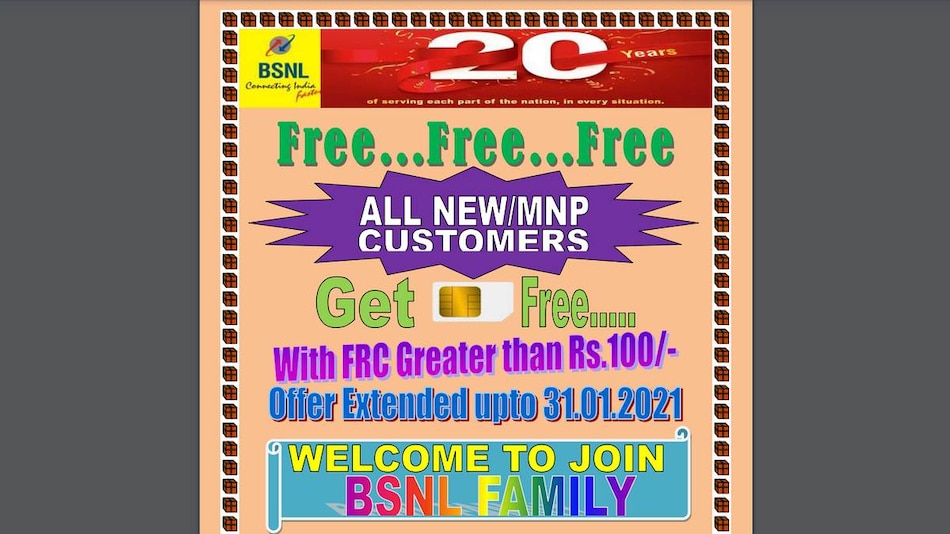 BSNL
Connecting India
Faster
20 Years
of serving each part of the nation, in every situation.
Free...Free...Free
ALL NEW/MNP
CUSTOMERS
Get Free.....
With FRC Greater than Rs.100/-
Offer Extended upto 31.01.2021
WELCOME TO JOIN
BSNL FAMILY